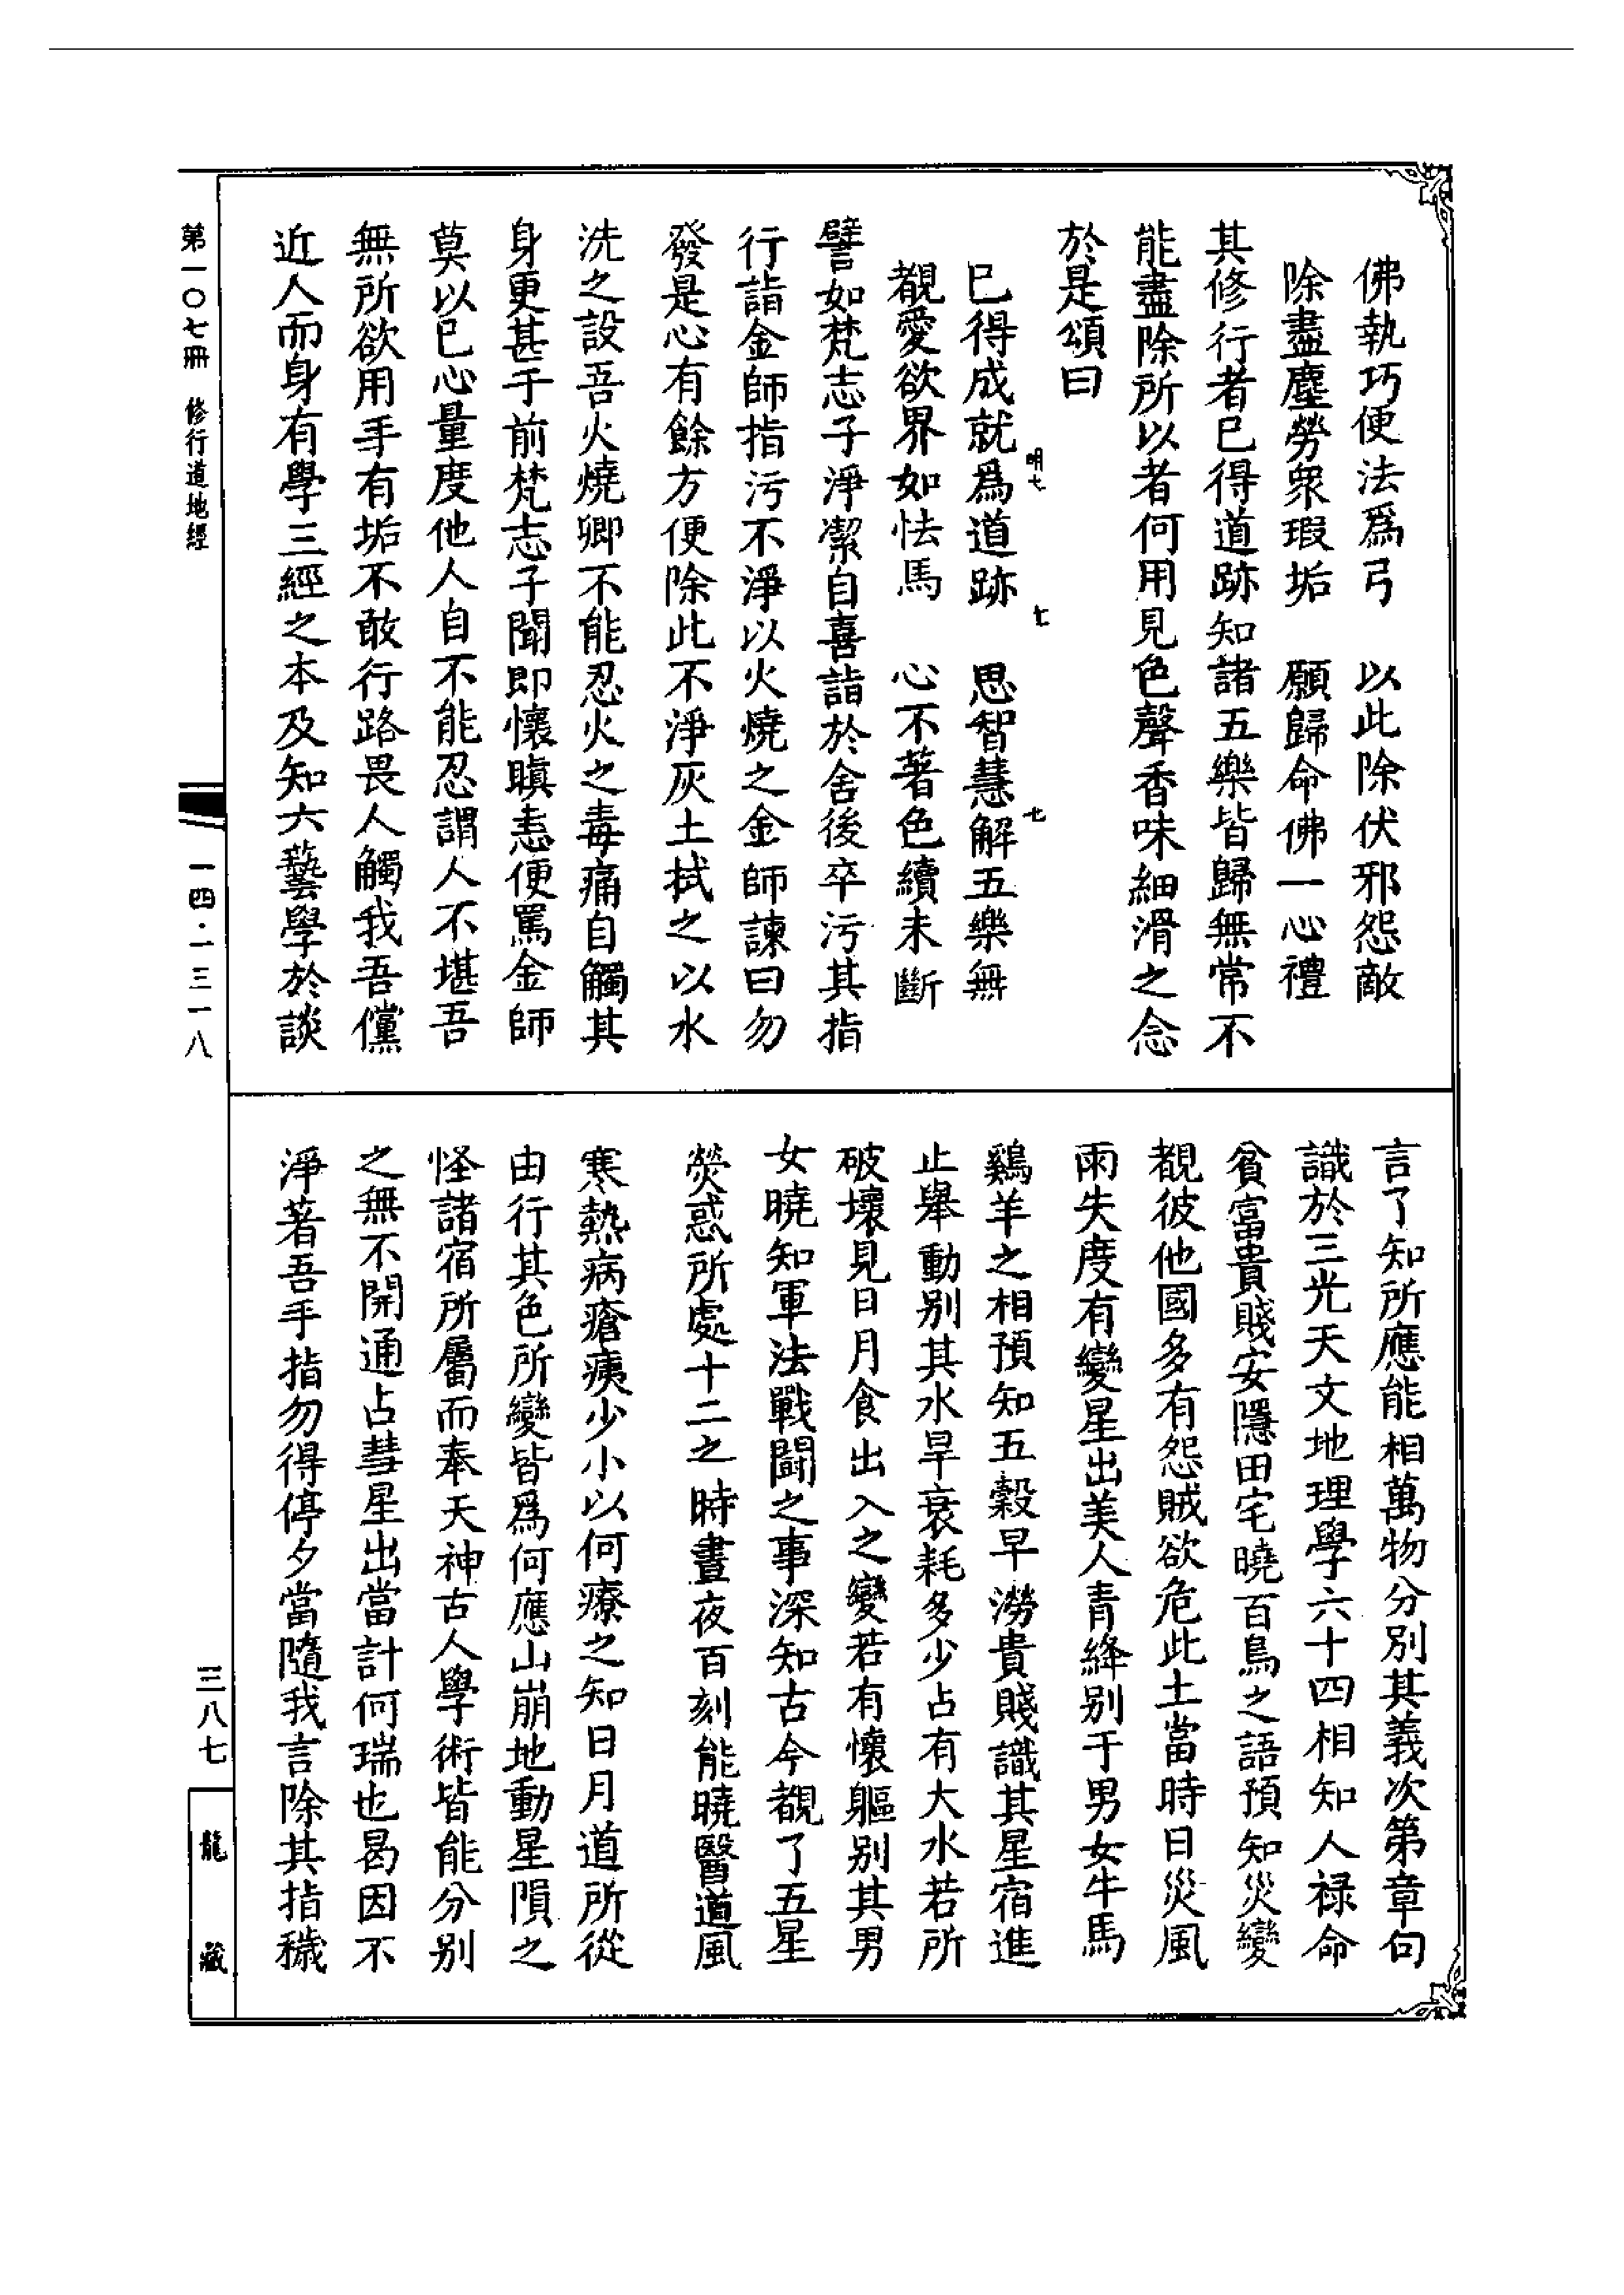 佛執巧便法爲弓　以此除伏邪怨敵
除盡塵勞衆瑕垢　願歸命佛一心禮
其修行者已得道跡知諸五樂皆歸無常不
能盡除所以者何用見色聲香味細滑之念
於是頌曰
已得成就爲道跡　思智慧解五樂無
覩愛欲界如怯馬　心不著色續未斷
明七　七　七
譬如梵志子淨潔自喜詣於舍後卒污其指
行詣金師指污不淨以火燒之金師諫曰勿
發是心有餘方便除此不淨灰土拭之以水
洗之設吾火燒卿不能忍火之毒痛自觸其
身更甚于前梵志子聞即懷瞋恚便罵金師
莫以已心量度他人自不能忍謂人不堪吾
無所欲用手有垢不敢行路畏人觸我吾儻
近人而身有學三經之本及知六藝學於談
言了知所應能相萬物分別其義次第章句
識於三光天文地理學六十四相知人祿命
貧富貴賤安隱田宅曉百鳥之語預知災變
覩彼他國多有怨賊欲危此土當時日災風
雨失度有變星出美人青絳别于男女牛馬
鷄羊之相預知五穀旱澇貴賤識其星宿進
止舉動别其水旱衰耗多少占有大水若所
破壞見日月食出入之變若有懷軀别其男
女曉知軍法戰鬪之事深知古今覩了五星
熒惑所處十二之時晝夜百刻能曉醫道風
寒熱病瘡痍少小以何療之知日月道所從
由行其色所變皆爲何應山崩地動星隕之
怪諸宿所屬而奉天神古人學術皆能分别
之無不開通占彗星出當計何瑞也曷因不
淨著吾手指勿得停夕當隨我言除其指穢
第一〇七冊　修行道地經
一四·一三一八
三八七
龍藏